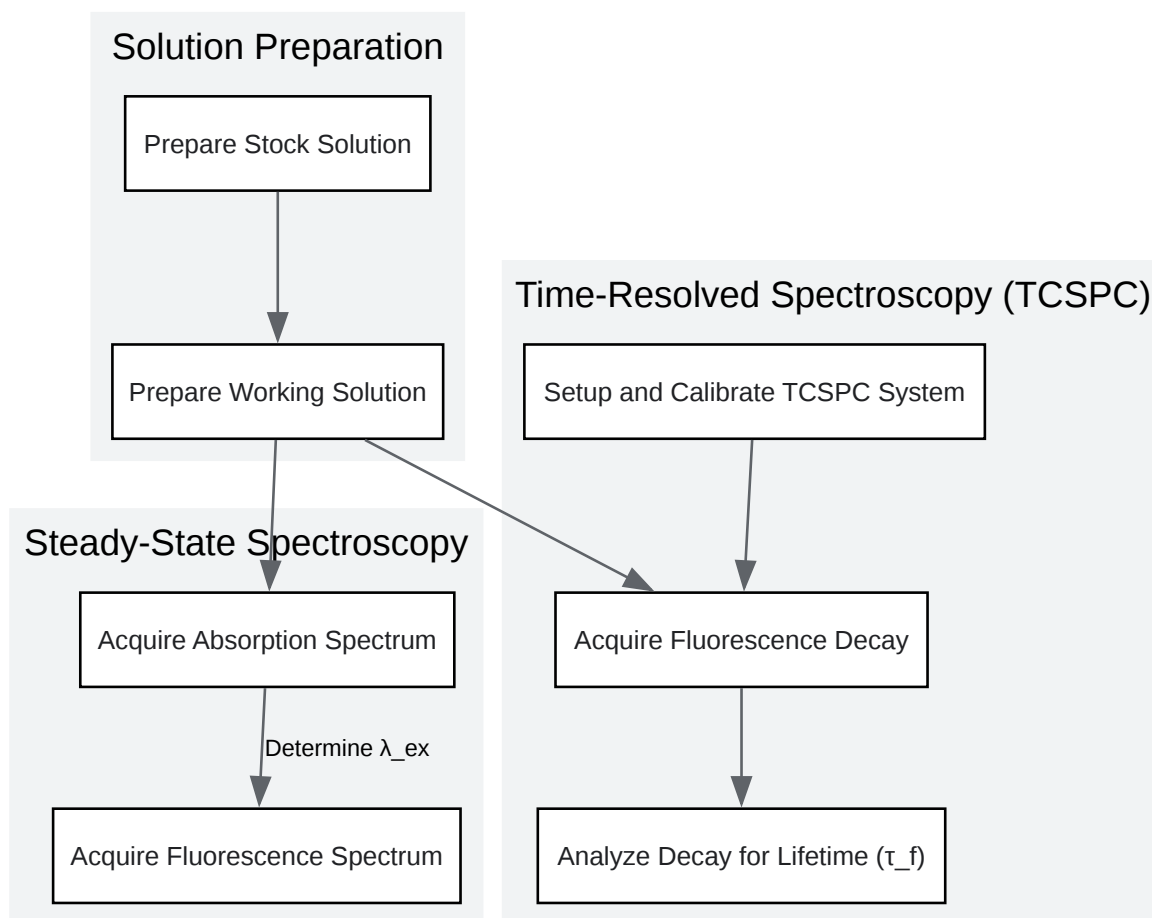 Solution Preparation
Prepare Stock Solution
Prepare Working Solution
Time-Resolved Spectroscopy (TCSPC)
Setup and Calibrate TCSPC System
Steady-State Spectroscopy
Acquire Absorption Spectrum
Determine λ_ex
Acquire Fluorescence Spectrum
Acquire Fluorescence Decay
Analyze Decay for Lifetime (τ_f)